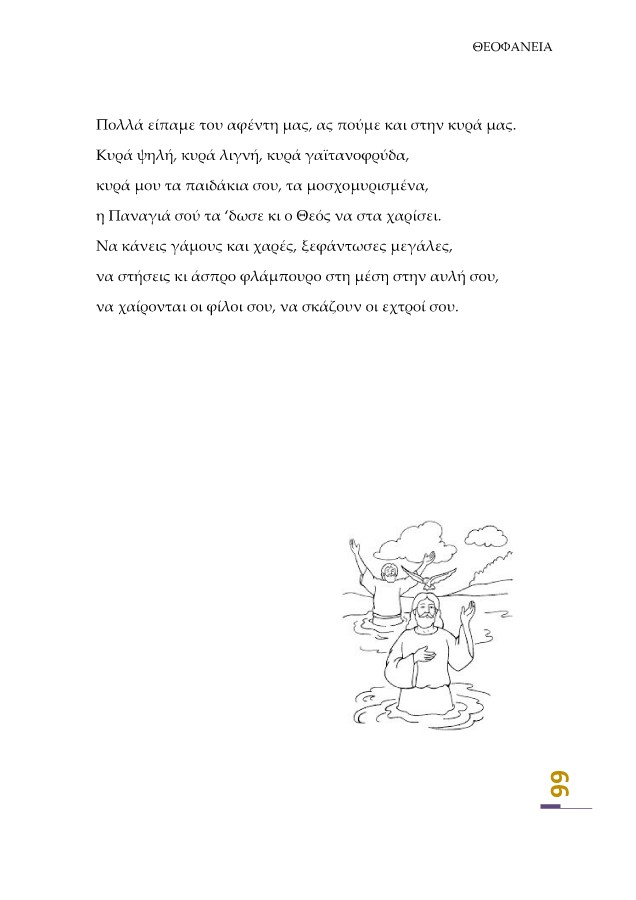 ΘΕΟΦΑΝΕΙΑ
Πολλά είπαμε του αφέντη μας, ας πούμε και στην κυρά μας.
Κυρά ψηλή, κυρά λιγνή, κυρά γαϊτανοφρύδα,
κυρά μου τα παιδάκια σου, τα μοσχομυρισμένα,
η Παναγιά σού τα ‘δωσε κι ο Θεός να στα χαρίσει.
Να κάνεις γάμους και χαρές, ξεφάντωσες μεγάλες,
να στήσεις κι άσπρο φλάμπουρο στη μέση στην αυλή σου,
να χαίρονται οι φίλοι σου, να σκάζουν οι εχτροί σου.
99